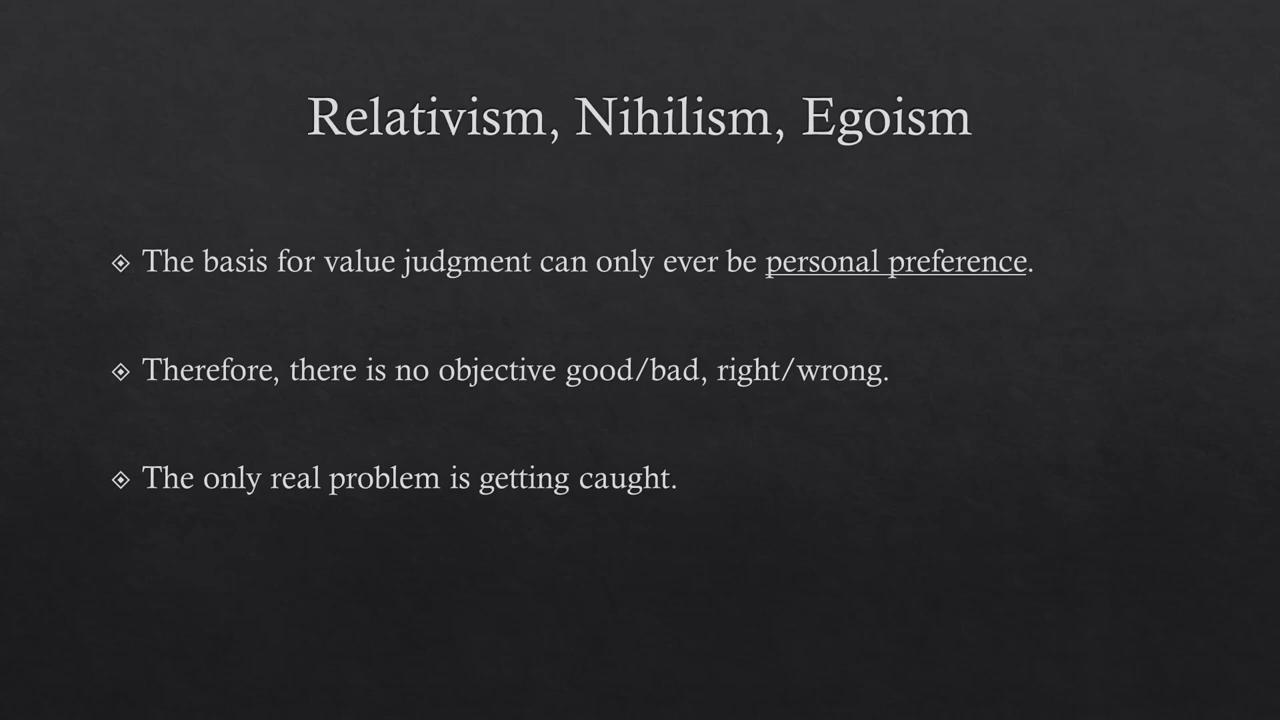 Relativism, Nihilism, Egoism
The basis for value judgment can only ever be personal preference.
Therefore, there is no objective good/bad, right/wrong.
The only real problem is getting caught.